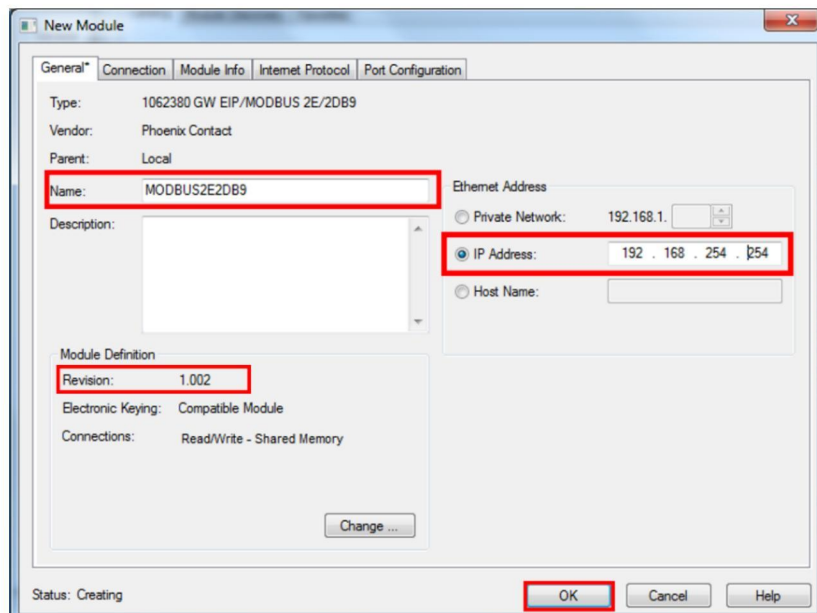 New Module
General* Connection Module Info Internet Protocol Port Configuration
Type: 1062380 GW EIP/MODBUS 2E/2DB9
Vendor: Phoenix Contact
Parent: Local
Name: MODBUS2E2DB9
Description:
Ethernet Address
Private Network: 192.168.1.
IP Address: 192 . 168 . 254 . 254
Host Name:
Module Definition
Revision: 1.002
Electronic Keying: Compatible Module
Connections: Read/Write - Shared Memory
Change ...
Status: Creating
OK Cancel Help